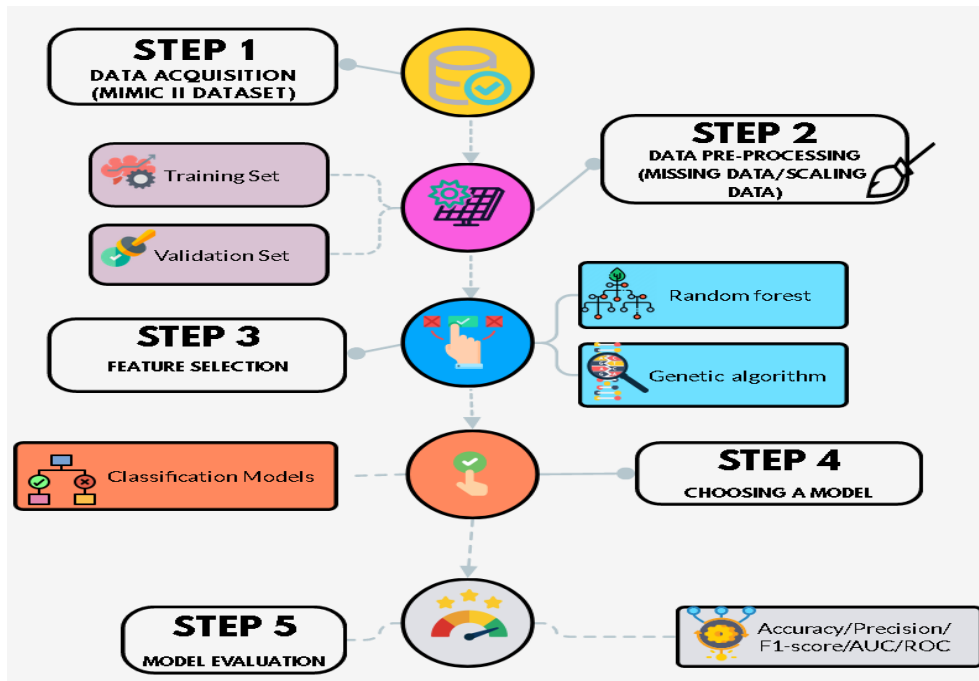 STEP 1
DATA ACQUISITION
(MIMIC II DATASET)
STEP 2
DATA PRE-PROCESSING
(MISSING DATA/SCALING
DATA)
Training Set
Validation Set
STEP 3
FEATURE SELECTION
Random forest
Genetic algorithm
Classification Models
STEP 4
CHOOSING A MODEL
STEP 5
MODEL EVALUATION
Accuracy/Precision/
F1-score/AUC/ROC